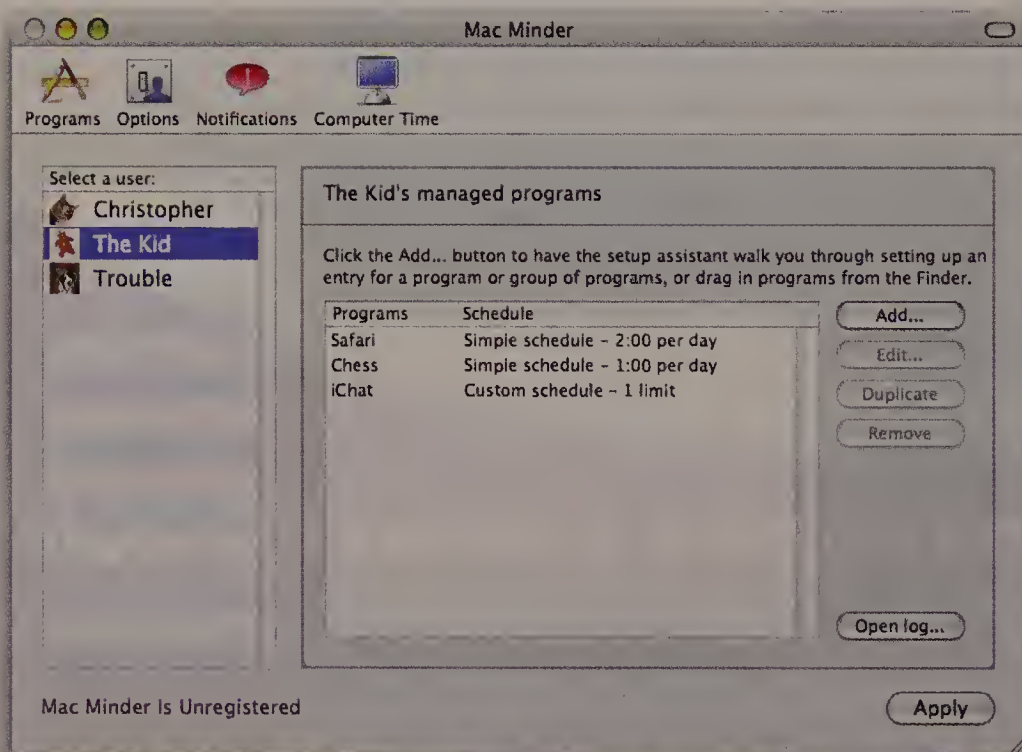 Mac Minder
Programs Options Notifications Computer Time
Select a user:
Christopher
The Kid
Trouble
The Kid's managed programs
Click the Add... button to have the setup assistant walk you through setting up an
entry for a program or group of programs, or drag in programs from the Finder.
Programs Schedule
Safari Simple schedule – 2:00 per day
Chess Simple schedule – 1:00 per day
iChat Custom schedule – 1 limit
Add...
Edit...
Duplicate
Remove
Open log...
Mac Minder Is Unregistered
Apply